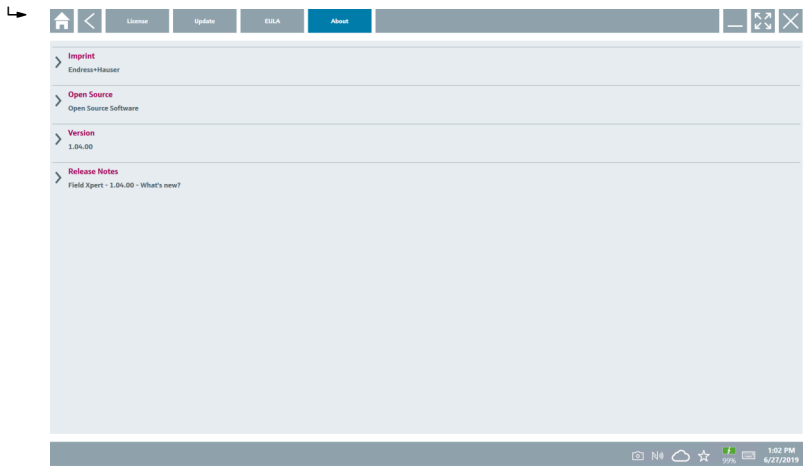 License Update EULA About
Imprint
Endress+Hauser
Open Source
Open Source Software
Version
1.04.00
Release Notes
Field Xpert - 1.04.00 - What's new?
99%
1:02 PM
6/27/2019